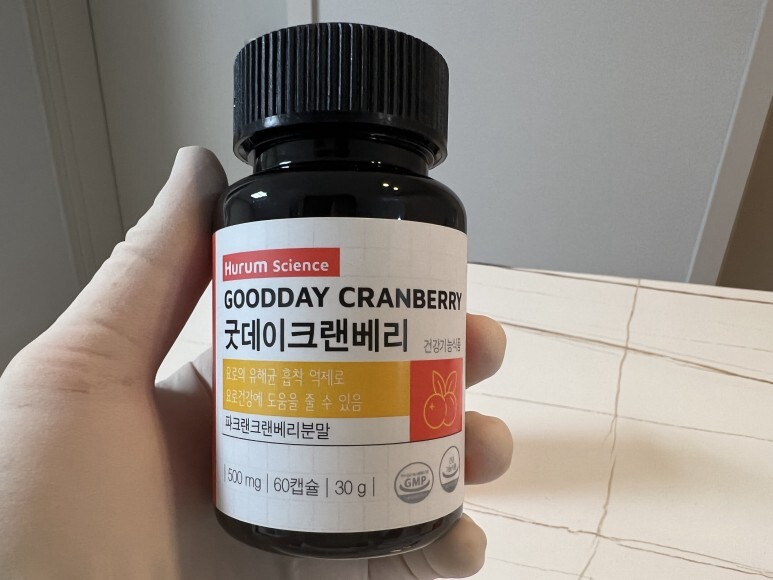 Hurum Science
GOODDAY CRANBERRY
굿데이크랜베리
건강기능식품
요로의 유해균 흡착 억제로
요로건강에 도움을 줄 수 있음
파크랜크랜베리분말
500 mg | 60캡슐 | 30 g |
GMP